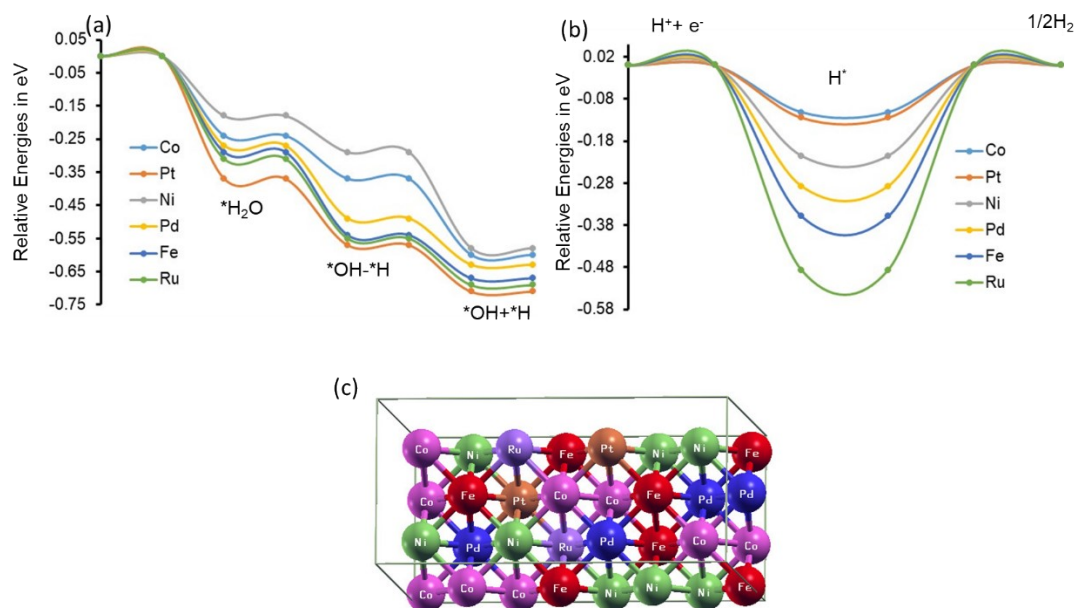 (a)
0.05
-0.05
-0.15
-0.25
-0.35
-0.45
-0.55
-0.65
-0.75
Relative Energies in eV
Co
Pt
Ni
Pd
Fe
Ru
*H₂O
*OH-*H
*OH+*H
(b)
H⁺+ e⁻
1/2H₂
H*
0.02
-0.08
-0.18
-0.28
-0.38
-0.48
-0.58
Relative Energies in eV
Co
Pt
Ni
Pd
Fe
Ru
(c)
Co Ni Ru Fe Pt Ni Ni Fe
Co Fe Pt Co Co Fe Pd Pd
Ni Pd Ni Ru Pd Fe Co Co
Co Co Co Fe Ni Ni Ni Fe